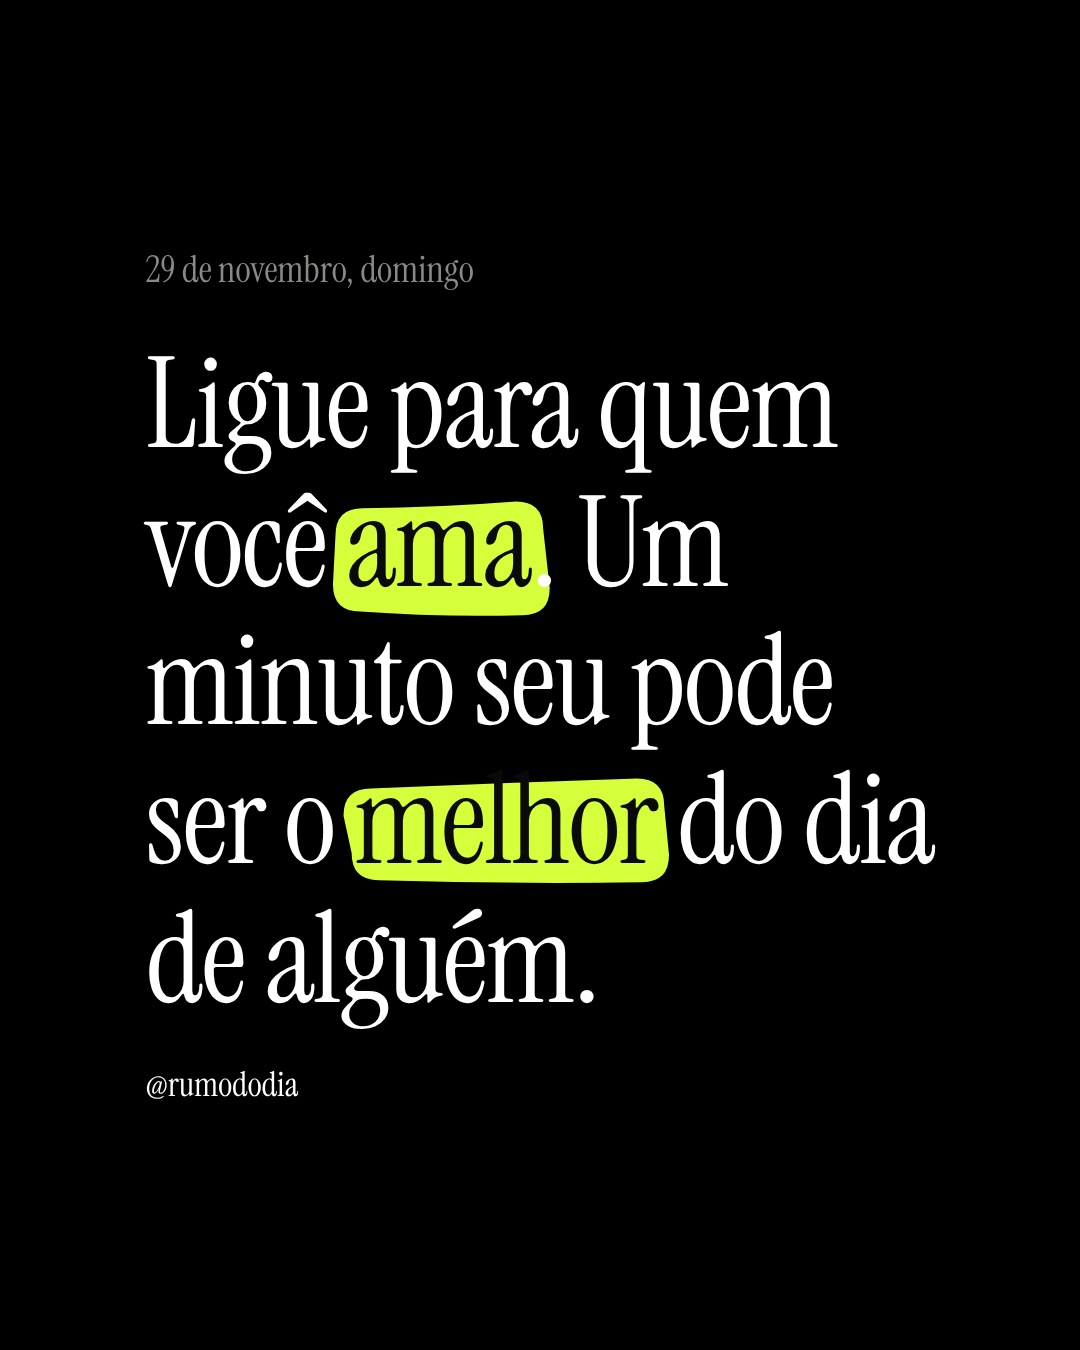 29 de novembro, domingo
Ligue para quem
você ama. Um
minuto seu pode
ser o melhor do dia
de alguém.
@rumododia